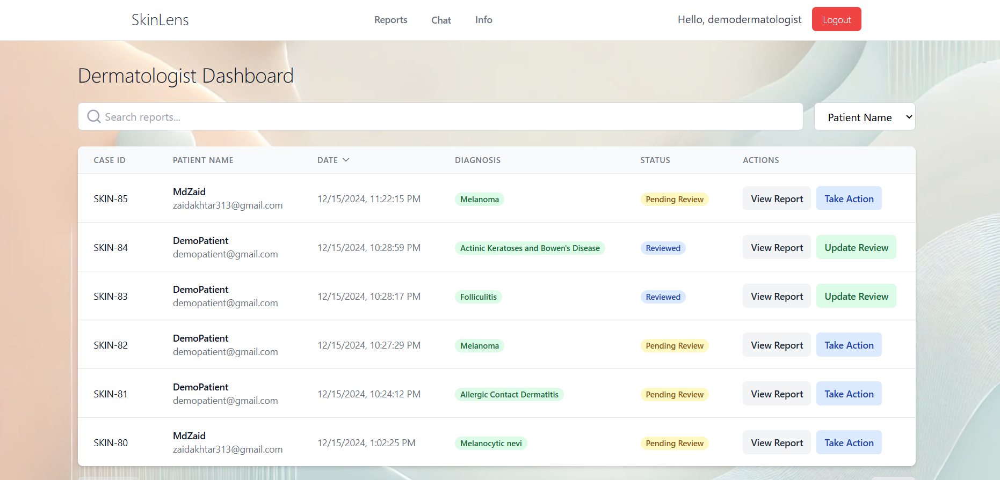 SkinLens
Reports Chat Info
Hello, demodermatologist Logout
Dermatologist Dashboard
Search reports...
Patient Name
CASE ID PATIENT NAME DATE DIAGNOSIS STATUS ACTIONS
SKIN-85 MdZaid 12/15/2024, 11:22:15 PM Melanoma Pending Review View Report Take Action
zaidakhtar313@gmail.com
SKIN-84 DemoPatient 12/15/2024, 10:28:59 PM Actinic Keratoses and Bowen's Disease Reviewed View Report Update Review
demopatient@gmail.com
SKIN-83 DemoPatient 12/15/2024, 10:28:17 PM Folliculitis Reviewed View Report Update Review
demopatient@gmail.com
SKIN-82 DemoPatient 12/15/2024, 10:27:29 PM Melanoma Pending Review View Report Take Action
demopatient@gmail.com
SKIN-81 DemoPatient 12/15/2024, 10:24:12 PM Allergic Contact Dermatitis Pending Review View Report Take Action
demopatient@gmail.com
SKIN-80 MdZaid 12/15/2024, 1:02:25 PM Melanocytic nevi Pending Review View Report Take Action
zaidakhtar313@gmail.com